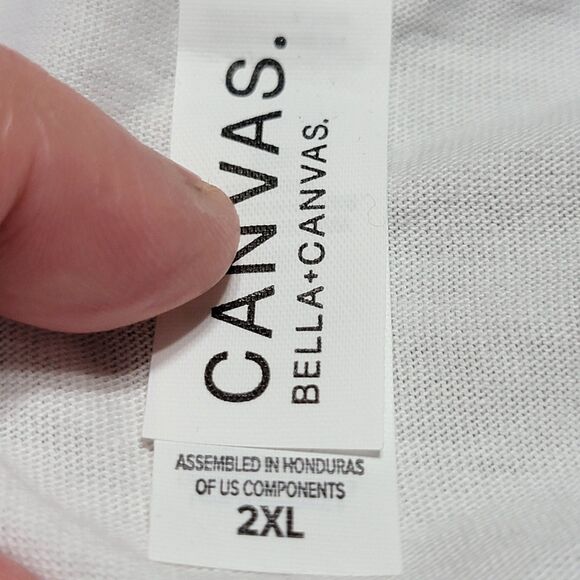 CANVAS.
BELLA+CANVAS.
ASSEMBLED IN HONDURAS
OF US COMPONENTS
2XL